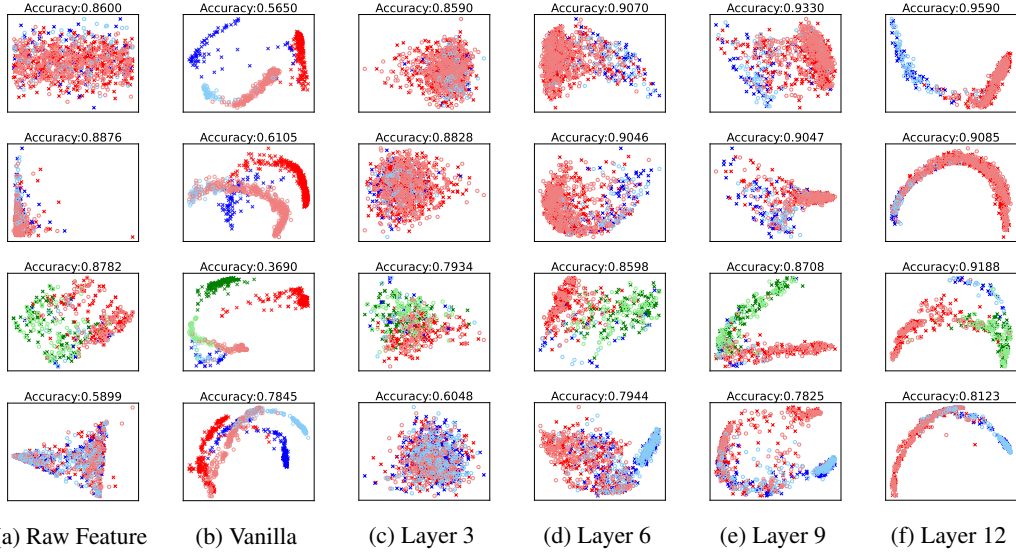 Accuracy:0.8600 Accuracy:0.5650 Accuracy:0.8590 Accuracy:0.9070 Accuracy:0.9330 Accuracy:0.9590
Accuracy:0.8876 Accuracy:0.6105 Accuracy:0.8828 Accuracy:0.9046 Accuracy:0.9047 Accuracy:0.9085
Accuracy:0.8782 Accuracy:0.3690 Accuracy:0.7934 Accuracy:0.8598 Accuracy:0.8708 Accuracy:0.9188
Accuracy:0.5899 Accuracy:0.7845 Accuracy:0.6048 Accuracy:0.7944 Accuracy:0.7825 Accuracy:0.8123
a) Raw Feature (b) Vanilla (c) Layer 3 (d) Layer 6 (e) Layer 9 (f) Layer 12